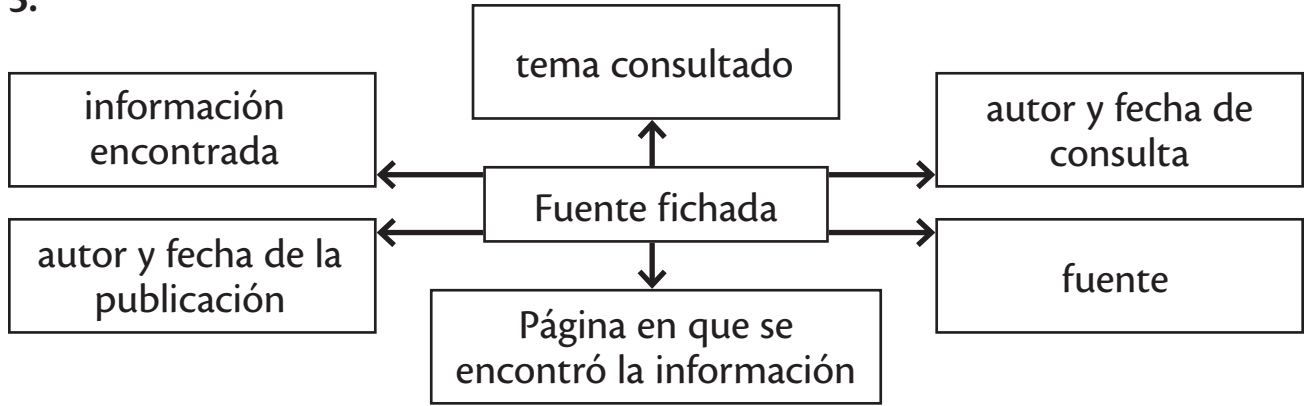 3.
tema consultado
información
encontrada
autor y fecha de
consulta
Fuente fichada
autor y fecha de la
publicación
fuente
Página en que se
encontró la información